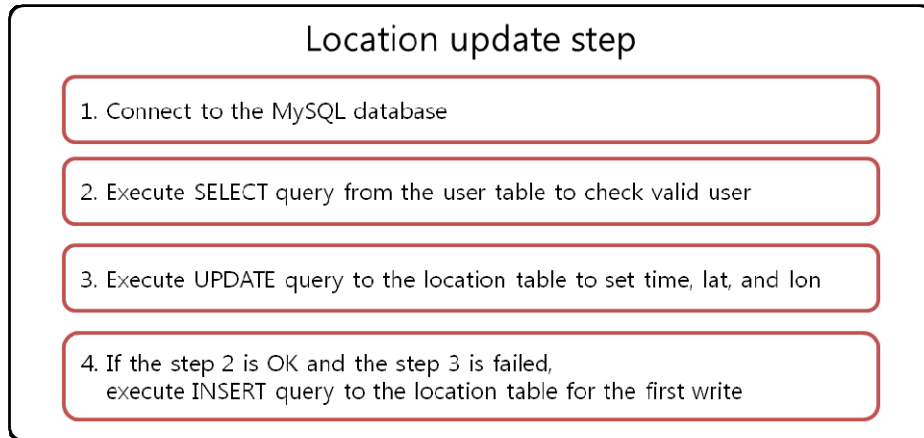 Location update step
1. Connect to the MySQL database
2. Execute SELECT query from the user table to check valid user
3. Execute UPDATE query to the location table to set time, lat, and lon
4. If the step 2 is OK and the step 3 is failed,
execute INSERT query to the location table for the first write